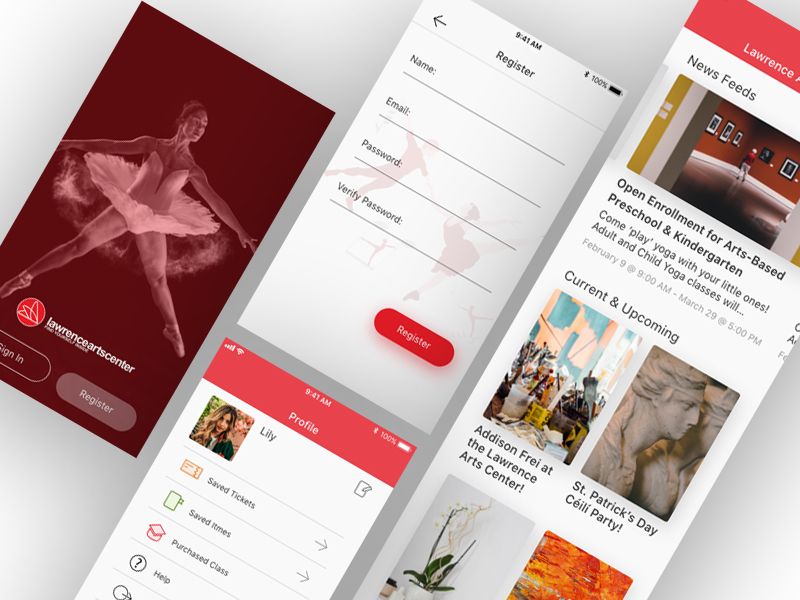 lawrenceartscenter
Sign In
Register
9:41 AM
100%
Register
Name:
Email:
Password:
Verify Password:
Register
9:41 AM
100%
Profile
Lily
Saved Tickets
Saved Itmes
Purchased Class
Help
Lawrence A
News Feeds
Open Enrollment for Arts-Based
Preschool & Kindergarten
Come 'play' yoga with your little ones!
Adult and Child Yoga classes will...
February 9 @ 9:00 AM - March 29 @ 5:00 PM
Current & Upcoming
Addison Frei at
the Lawrence
Arts Center!
St. Patrick's Day
Céilí Party!